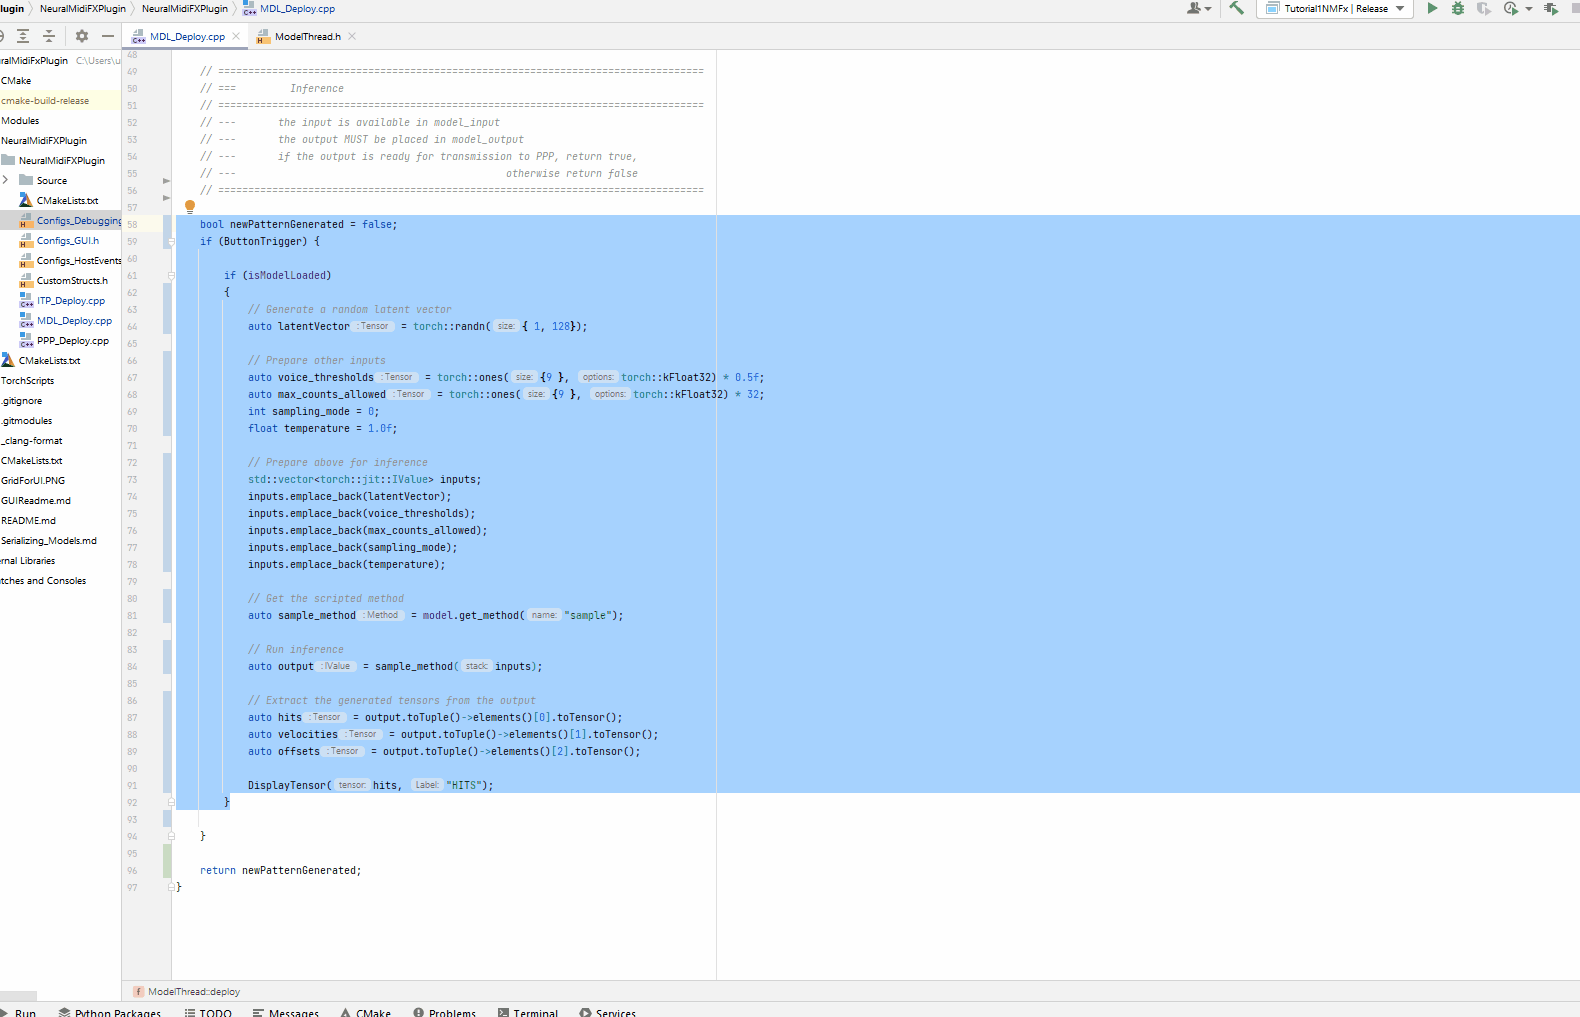 lugin NeuralMidiFXPlugin NeuralMidiFXPlugin MDL_Deploy.cpp Tutorial1NMFx | Release
MDL_Deploy.cpp ModelThread.h
ralMidiFxPlugin C:\Users\u
CMake
cmake-build-release
Modules
NeuralMidiFXPlugin
NeuralMidiFXPlugin
Source
CMakeLists.txt
Configs_Debugging
Configs_GUI.h
Configs_HostEvents
CustomStructs.h
ITP_Deploy.cpp
MDL_Deploy.cpp
PPP_Deploy.cpp
CMakeLists.txt
TorchScripts
.gitignore
.gitmodules
_clang-format
CMakeLists.txt
GridForUI.PNG
GUIReadme.md
README.md
Serializing_Models.md
rnal Libraries
atches and Consoles
48
49 // =================================================================================
50 // === Inference
51 // =================================================================================
52 // --- the input is available in model_input
53 // --- the output MUST be placed in model_output
54 // --- if the output is ready for transmission to PPP, return true,
55 // --- otherwise return false
56 // =================================================================================
57
58 bool newPatternGenerated = false;
59 if (ButtonTrigger) {
60
61 if (isModelLoaded)
62 {
63 // Generate a random latent vector
64 auto latentVector : Tensor = torch::randn( size: { 1, 128});
65
66 // Prepare other inputs
67 auto voice_thresholds : Tensor = torch::ones( size: {9 }, options: torch::kFloat32) * 0.5f;
68 auto max_counts_allowed : Tensor = torch::ones( size: {9 }, options: torch::kFloat32) * 32;
69 int sampling_mode = 0;
70 float temperature = 1.0f;
71
72 // Prepare above for inference
73 std::vector<torch::jit::IValue> inputs;
74 inputs.emplace_back(latentVector);
75 inputs.emplace_back(voice_thresholds);
76 inputs.emplace_back(max_counts_allowed);
77 inputs.emplace_back(sampling_mode);
78 inputs.emplace_back(temperature);
79
80 // Get the scripted method
81 auto sample_method : Method = model.get_method( name: "sample");
82
83 // Run inference
84 auto output : IValue = sample_method( stack: inputs);
85
86 // Extract the generated tensors from the output
87 auto hits : Tensor = output.toTuple()->elements()[0].toTensor();
88 auto velocities : Tensor = output.toTuple()->elements()[1].toTensor();
89 auto offsets : Tensor = output.toTuple()->elements()[2].toTensor();
90
91 DisplayTensor( tensor: hits, Label: "HITS");
92 }
93
94 }
95
96 return newPatternGenerated;
97 }
f ModelThread::deploy
Run Python Packages TODO Messages CMake Problems Terminal Services